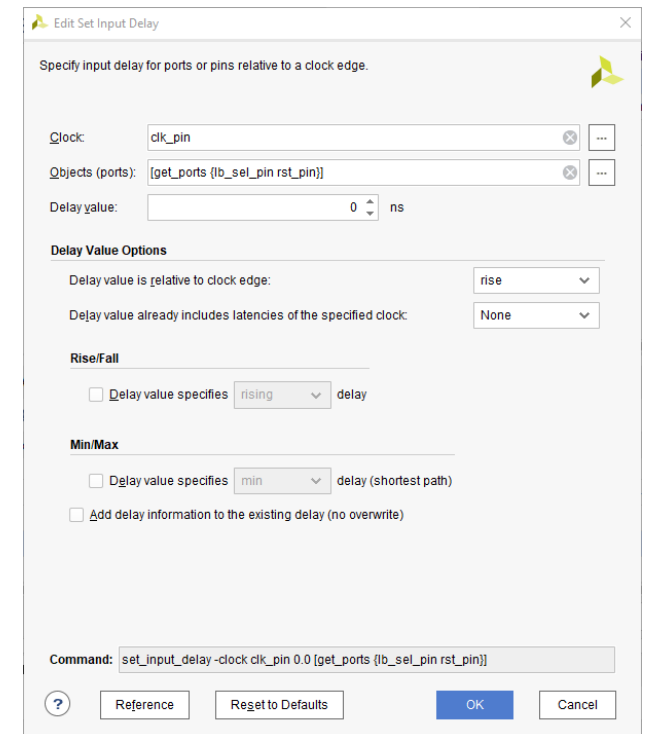 Edit Set Input Delay
Specify input delay for ports or pins relative to a clock edge.
Clock: clk_pin ...
Objects (ports): [get_ports {lb_sel_pin rst_pin}] ...
Delay value: 0 ns
Delay Value Options
Delay value is relative to clock edge: rise
Delay value already includes latencies of the specified clock: None
Rise/Fall
Delay value specifies rising delay
Min/Max
Delay value specifies min delay (shortest path)
Add delay information to the existing delay (no overwrite)
Command: set_input_delay -clock clk_pin 0.0 [get_ports {lb_sel_pin rst_pin}]
? Reference Reset to Defaults OK Cancel